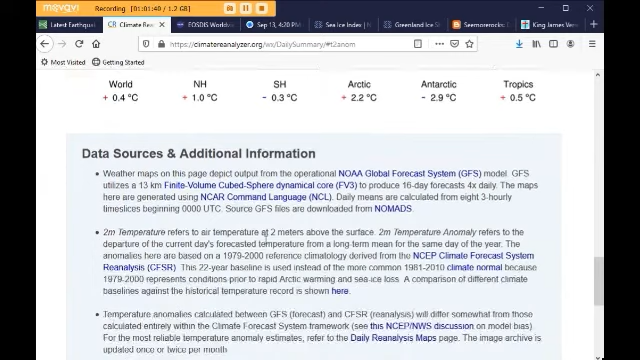 movavi Recording 00:01:40 / 1.2 GB
Latest Earthquak
CR Climate Rean
FOSDIS Worksh
Sep 13, 4:20 PM
Sea Ice Index
Greenland Ice S
Seemorerocks:
King James Vers
https://climatereanalyzer.org/wx/DailySummary/#t2anom
Most Visited Getting Started
World NH SH Arctic Antarctic Tropics
+ 0.4 °C + 1.0 °C - 0.3 °C + 2.2 °C - 2.9 °C + 0.5 °C
Data Sources & Additional Information
• Weather maps on this page depict output from the operational NOAA Global Forecast System (GFS) model. GFS
utilizes a 13 km Finite-Volume Cubed-Sphere dynamical core (FV3) to produce 16-day forecasts 4x daily. The maps
here are generated using NCAR Command Language (NCL). Daily means are calculated from eight 3-hourly
timeslices beginning 0000 UTC. Source GFS files are downloaded from NOMADS.
• 2m Temperature refers to air temperature at 2 meters above the surface. 2m Temperature Anomaly refers to the
departure of the current day's forecasted temperature from a long-term mean for the same day of the year. The
anomalies here are based on a 1979-2000 reference climatology derived from the NCEP Climate Forecast System
Reanalysis (CFSR). This 22-year baseline is used instead of the more common 1981-2010 climate normal because
1979-2000 represents conditions prior to rapid Arctic warming and sea-ice loss. A comparison of different climate
baselines against the historical temperature record is shown here.
• Temperature anomalies calculated between GFS (forecast) and CFSR (reanalysis) will differ somewhat from those
calculated entirely within the Climate Forecast System framework (see this NCEP/NWS discussion on model bias).
For the most reliable temperature anomaly estimates, refer to the Daily Reanalysis Maps page. The image archive is
updated once or twice per month